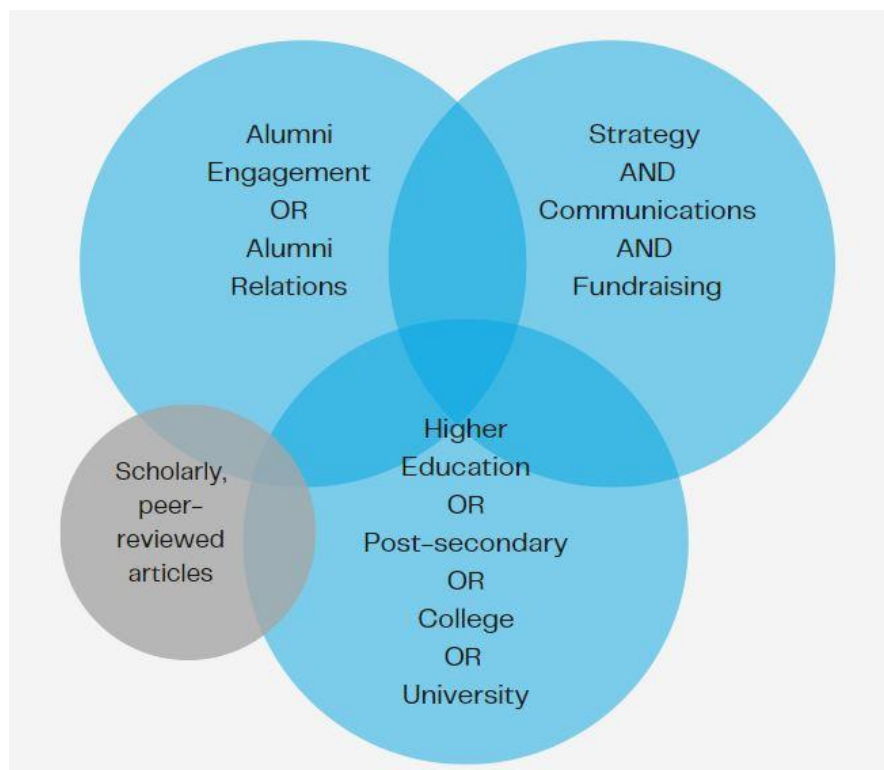 Alumni
Engagement
OR
Alumni
Relations
Strategy
AND
Communications
AND
Fundraising
Scholarly,
peer-
reviewed
articles
Higher
Education
OR
Post-secondary
OR
College
OR
University